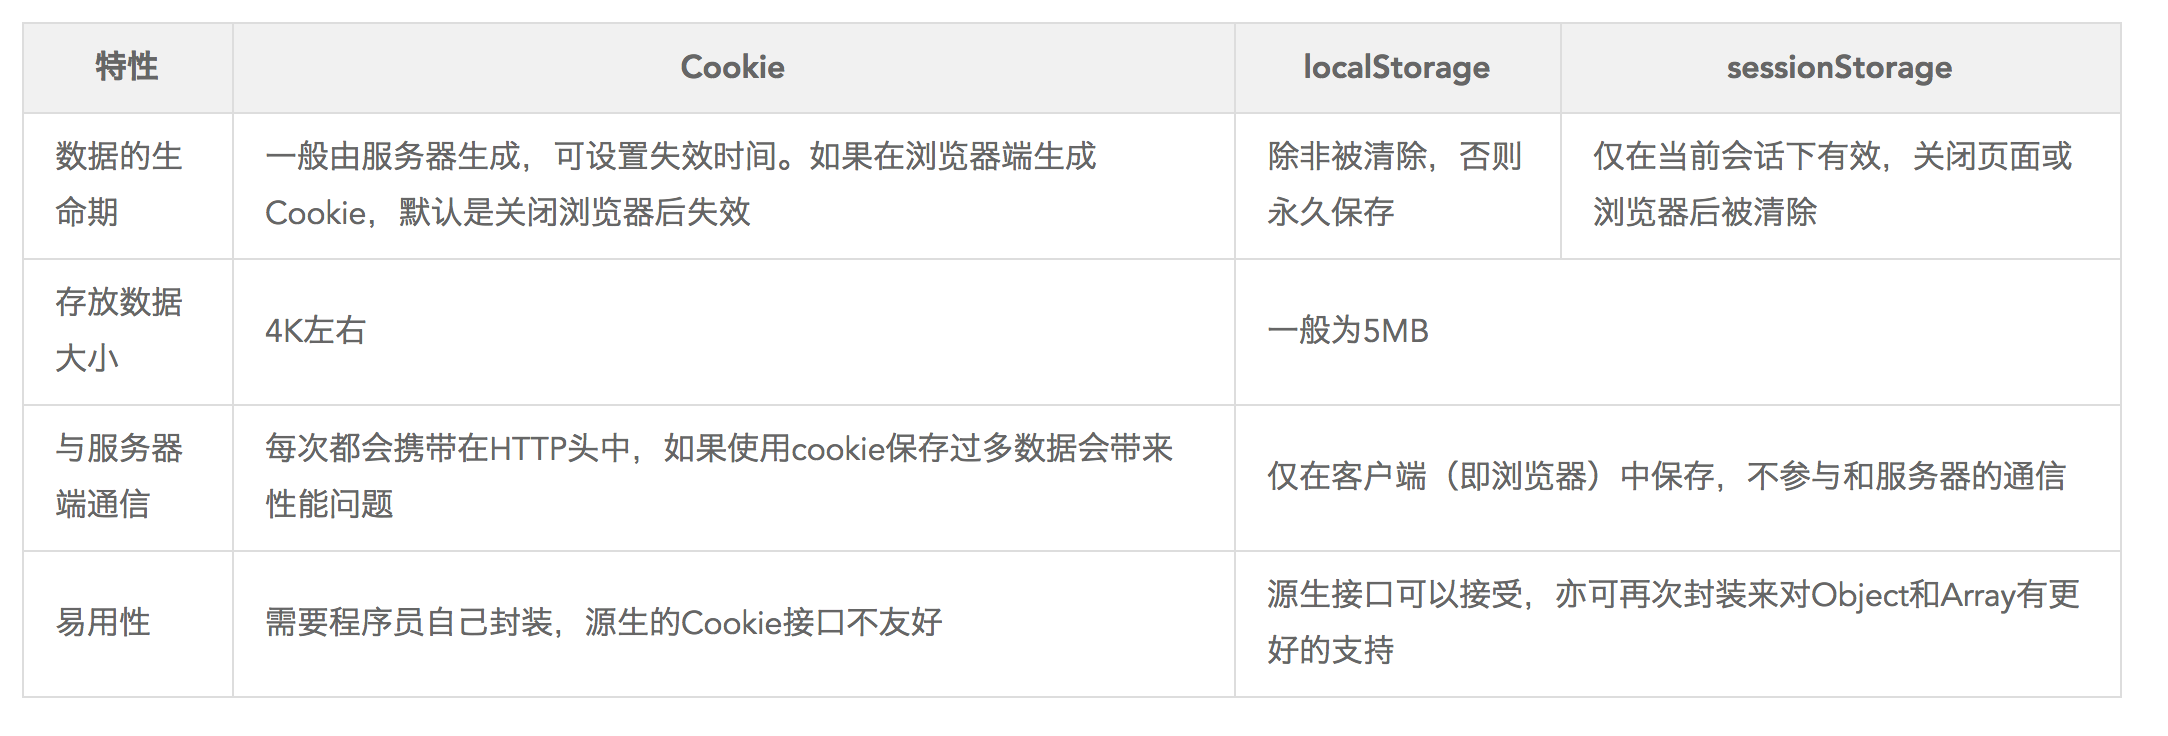 特性
Cookie
localStorage
sessionStorage
数据的生
命期
一般由服务器生成，可设置失效时间。如果在浏览器端生成
Cookie，默认是关闭浏览器后失效
除非被清除，否则
永久保存
仅在当前会话下有效，关闭页面或
浏览器后被清除
存放数据
大小
4K左右
一般为5MB
与服务器
端通信
每次都会携带在HTTP头中，如果使用cookie保存过多数据会带来
性能问题
仅在客户端（即浏览器）中保存，不参与和服务器的通信
易用性
需要程序员自己封装，源生的Cookie接口不友好
源生接口可以接受，亦可再次封装来对Object和Array有更
好的支持